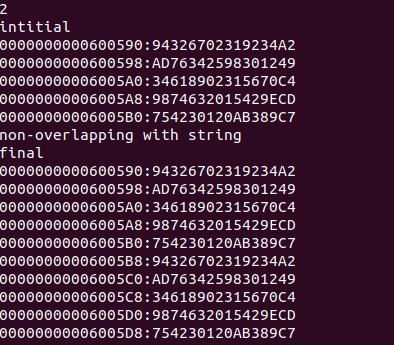 2
intitial
0000000000600590:94326702319234A2
0000000000600598:AD76342598301249
00000000006005A0:34618902315670C4
00000000006005A8:9874632015429ECD
00000000006005B0:754230120AB389C7
non-overlapping with string
final
0000000000600590:94326702319234A2
0000000000600598:AD76342598301249
00000000006005A0:34618902315670C4
00000000006005A8:9874632015429ECD
00000000006005B0:754230120AB389C7
00000000006005B8:94326702319234A2
00000000006005C0:AD76342598301249
00000000006005C8:34618902315670C4
00000000006005D0:9874632015429ECD
00000000006005D8:754230120AB389C7